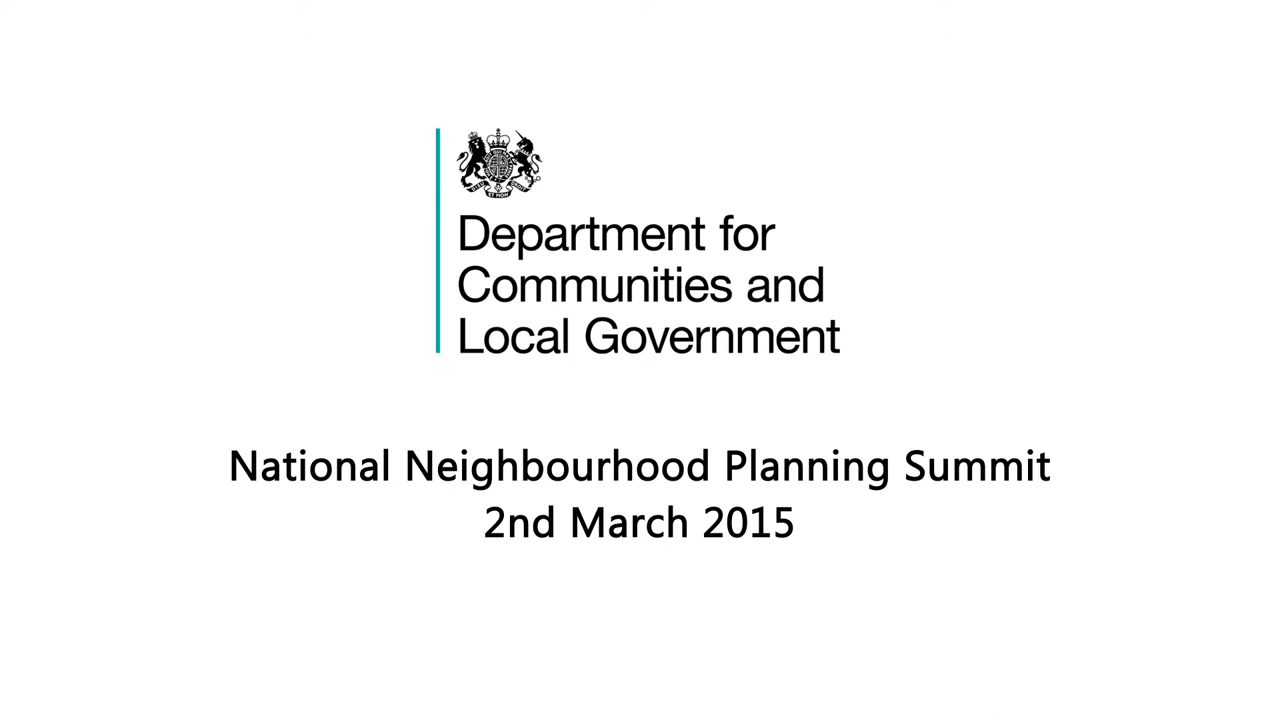 Department for
Communities and
Local Government
National Neighbourhood Planning Summit
2nd March 2015